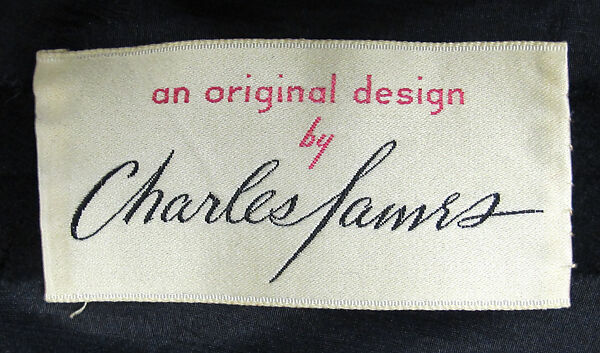 an original design
by
Charles James